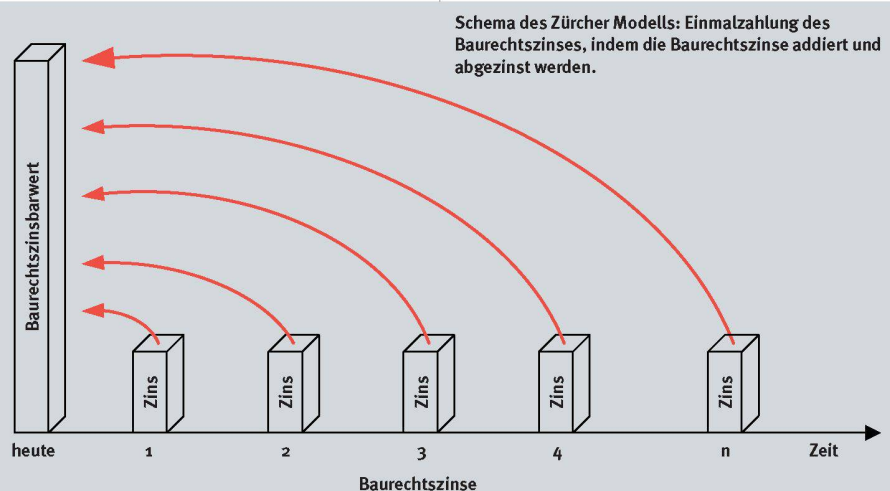 Schema des Zürcher Modells: Einmalzahlung des
Baurechtszinses, indem die Baurechtszinse addiert und
abgezinst werden.
Baurechtszinsbarwert
Zins
Zins
Zins
Zins
Zins
heute
1
2
3
4
n
Zeit
Baurechtszinse